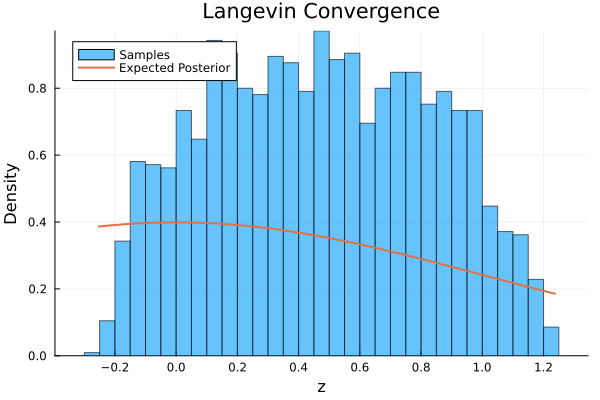 Langevin Convergence
Samples
Expected Posterior
Density
0.8
0.6
0.4
0.2
0.0
−0.2 0.0 0.2 0.4 0.6 0.8 1.0 1.2
z